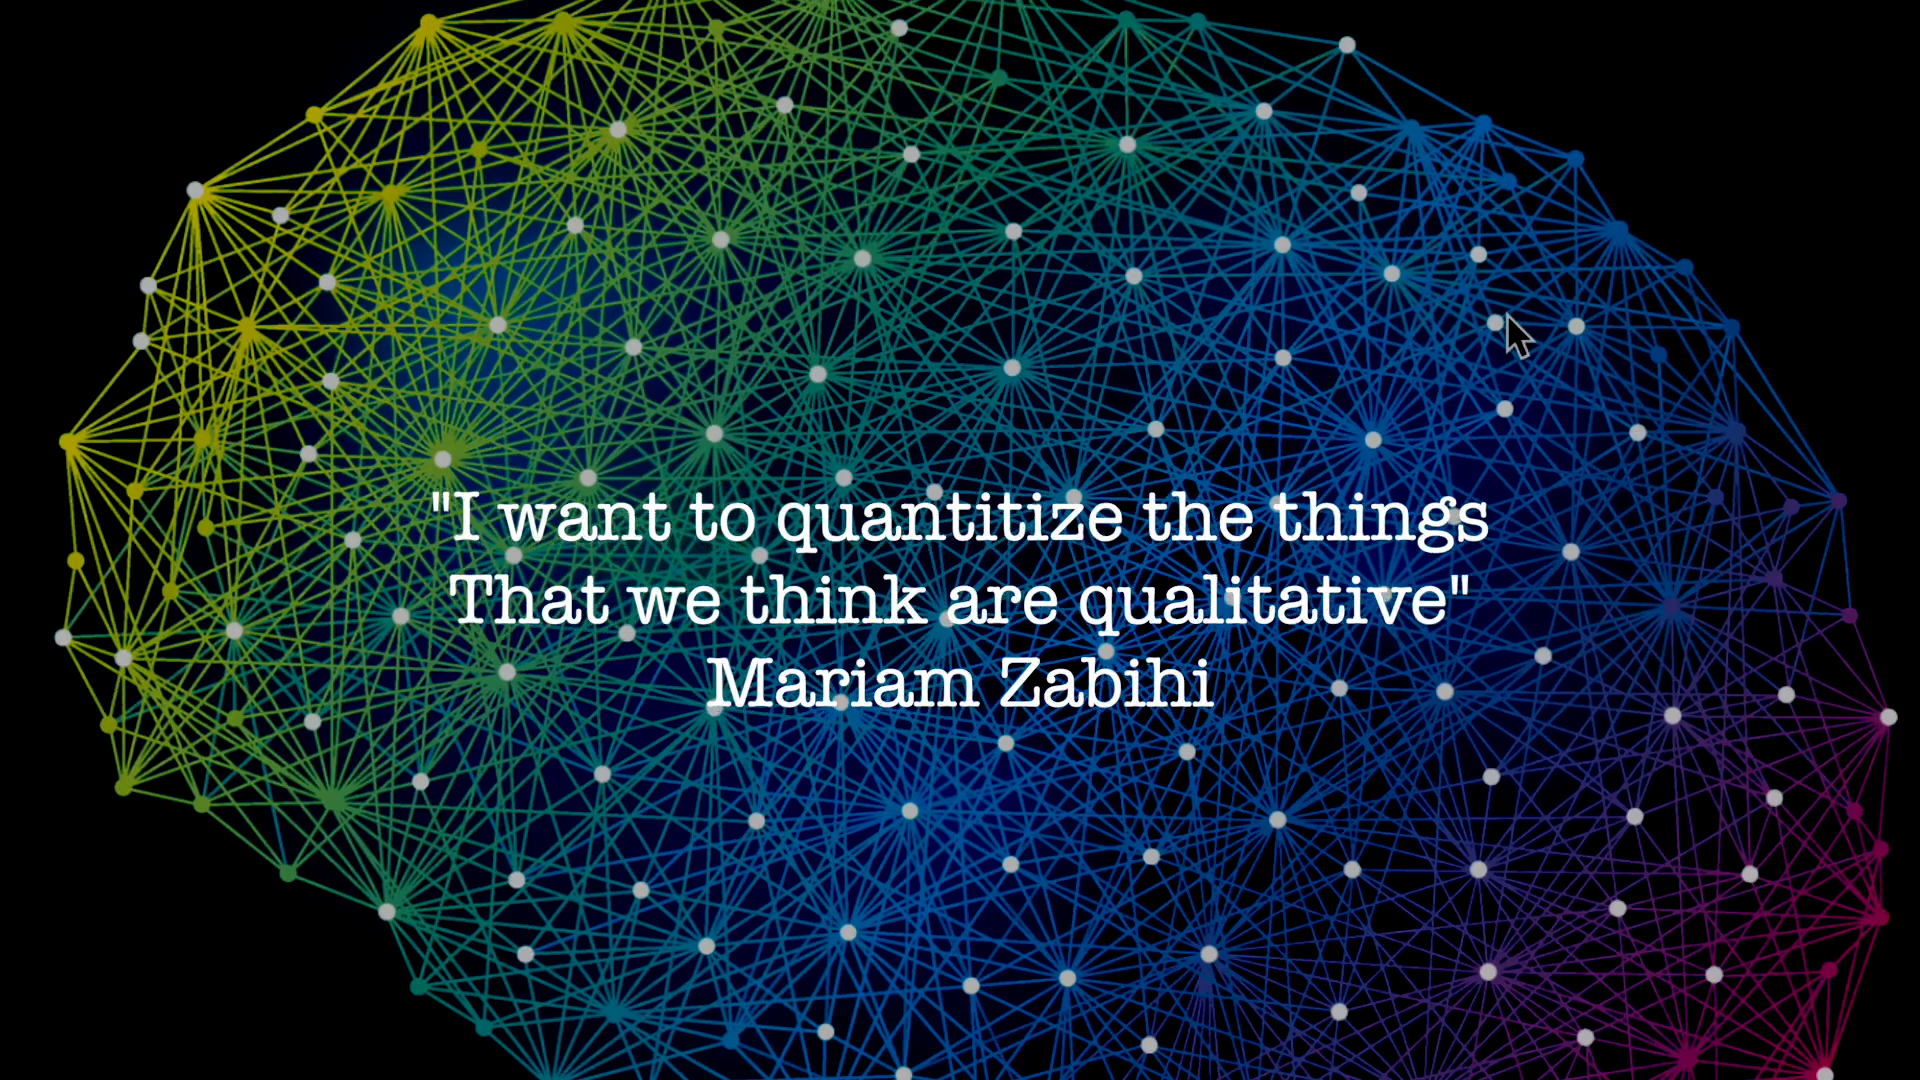 "I want to quantitize the things
That we think are qualitative"
Mariam Zabihi